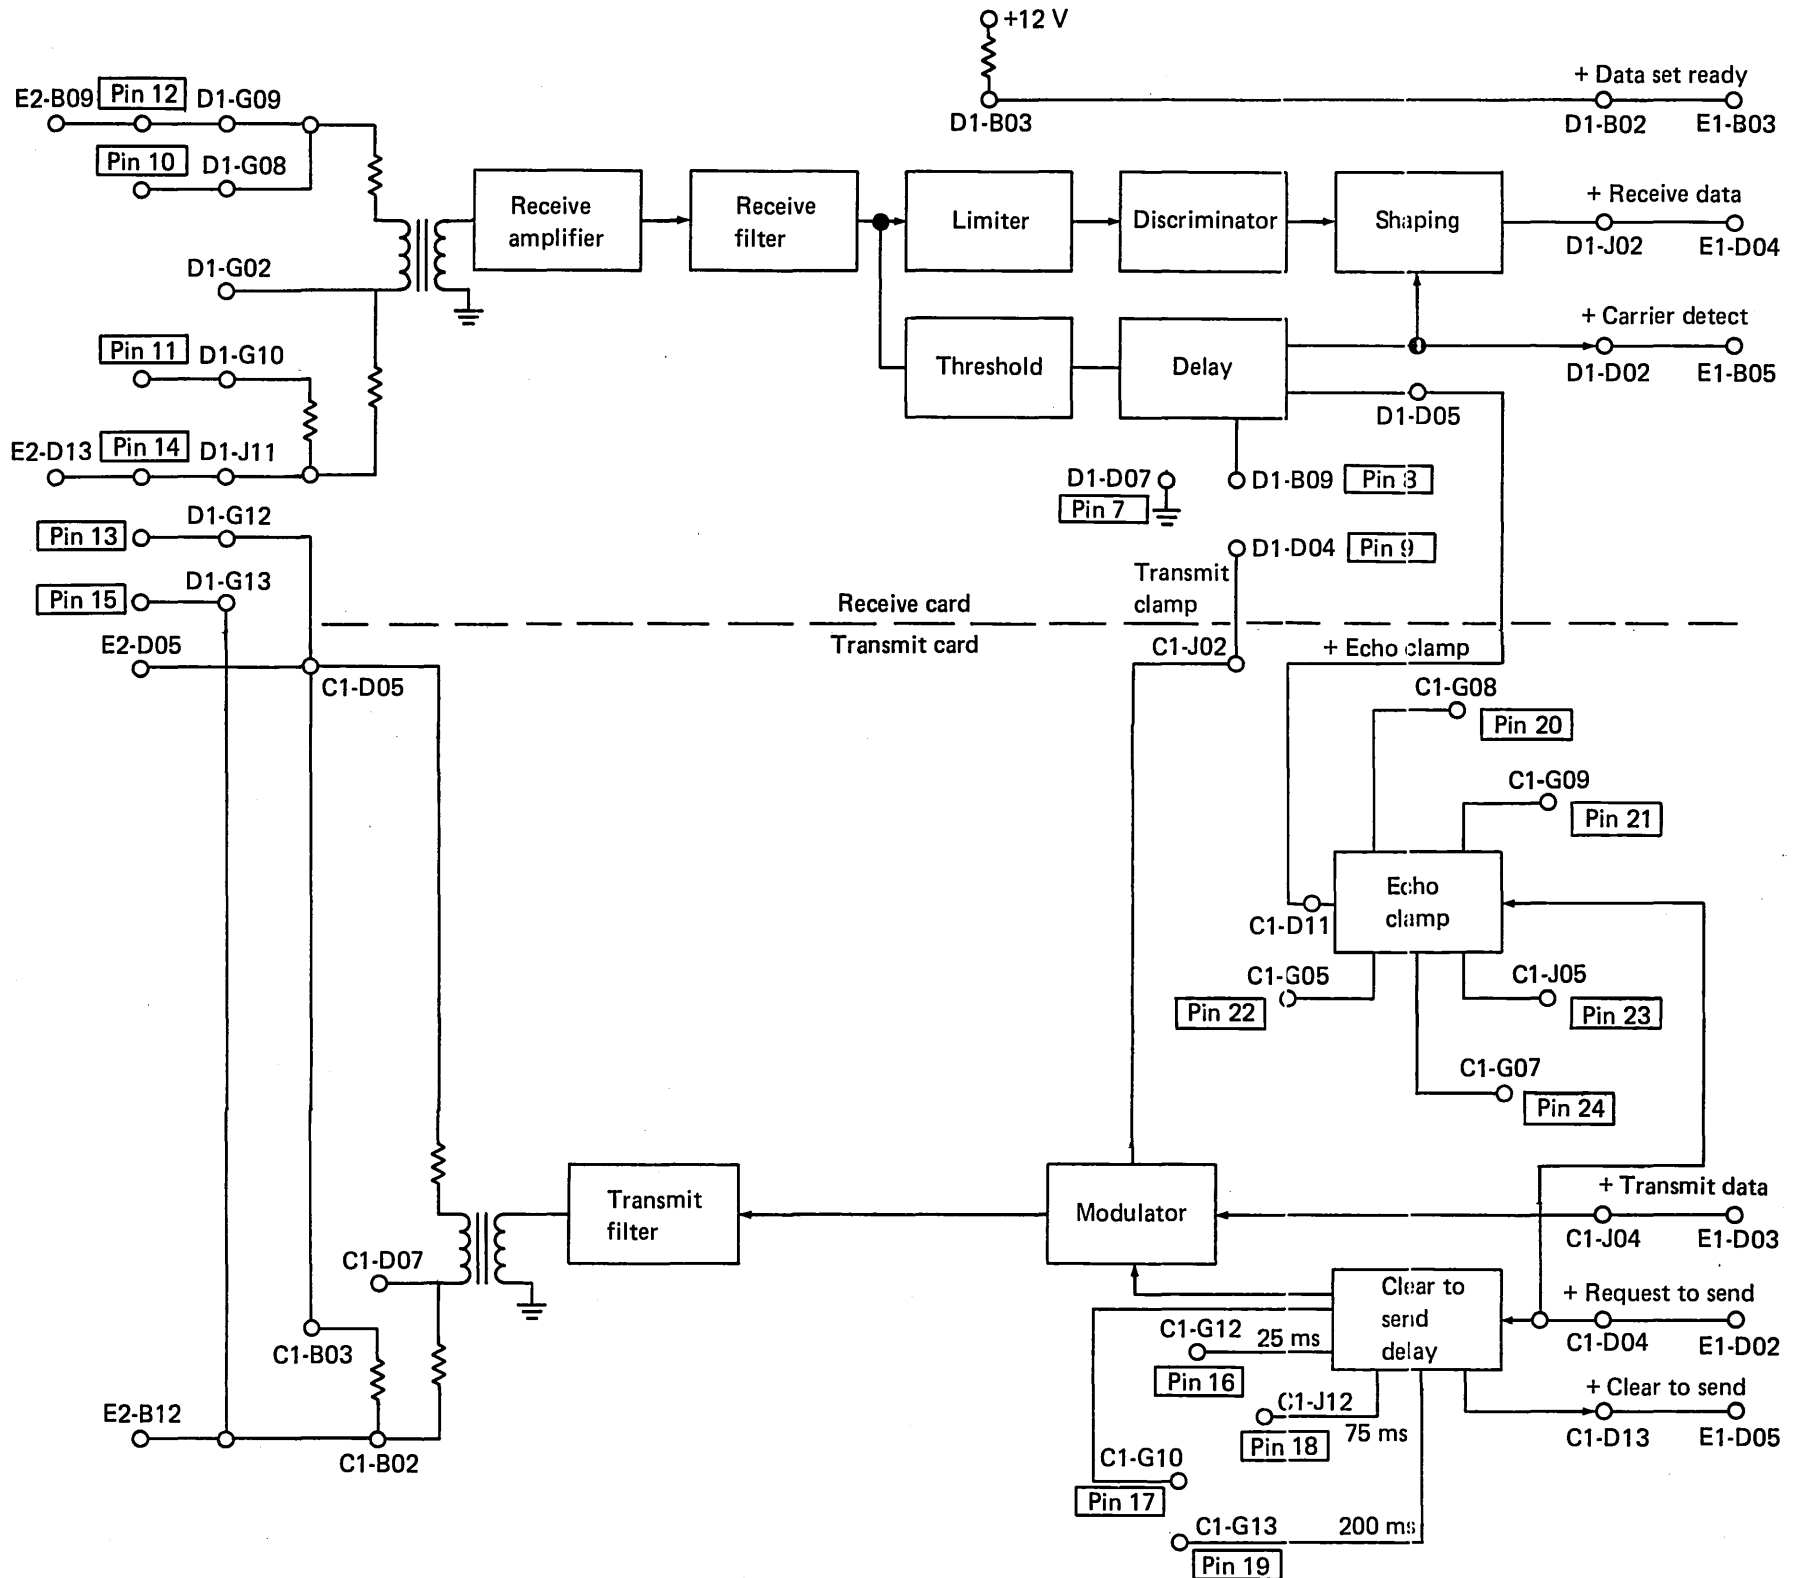 +12 V
+ Data set ready
D1-B03
D1-B02
E1-B03
E2-B09
Pin 12
D1-G09
Pin 10
D1-G08
Receive
amplifier
Receive
filter
Limiter
Discriminator
Shaping
+ Receive data
D1-J02
E1-D04
D1-G02
+ Carrier detect
D1-D02
E1-B05
Pin 11
D1-G10
Threshold
Delay
D1-D05
E2-D13
Pin 14
D1-J11
D1-D07
Pin 7
D1-B09
Pin 8
Pin 13
D1-G12
D1-D04
Pin 9
Pin 15
D1-G13
Transmit
clamp
Receive card
Transmit card
E2-D05
C1-D05
C1-J02
+ Echo clamp
C1-G08
Pin 20
C1-G09
Pin 21
Echo
clamp
C1-D11
C1-G05
Pin 22
C1-J05
Pin 23
C1-G07
Pin 24
Transmit
filter
Modulator
+ Transmit data
C1-J04
E1-D03
C1-D07
Clear to
send
delay
+ Request to send
C1-D04
E1-D02
C1-B03
C1-G12
25 ms
Pin 16
+ Clear to send
C1-D13
E1-D05
C1-J12
75 ms
Pin 18
E2-B12
C1-B02
C1-G10
Pin 17
C1-G13
200 ms
Pin 19